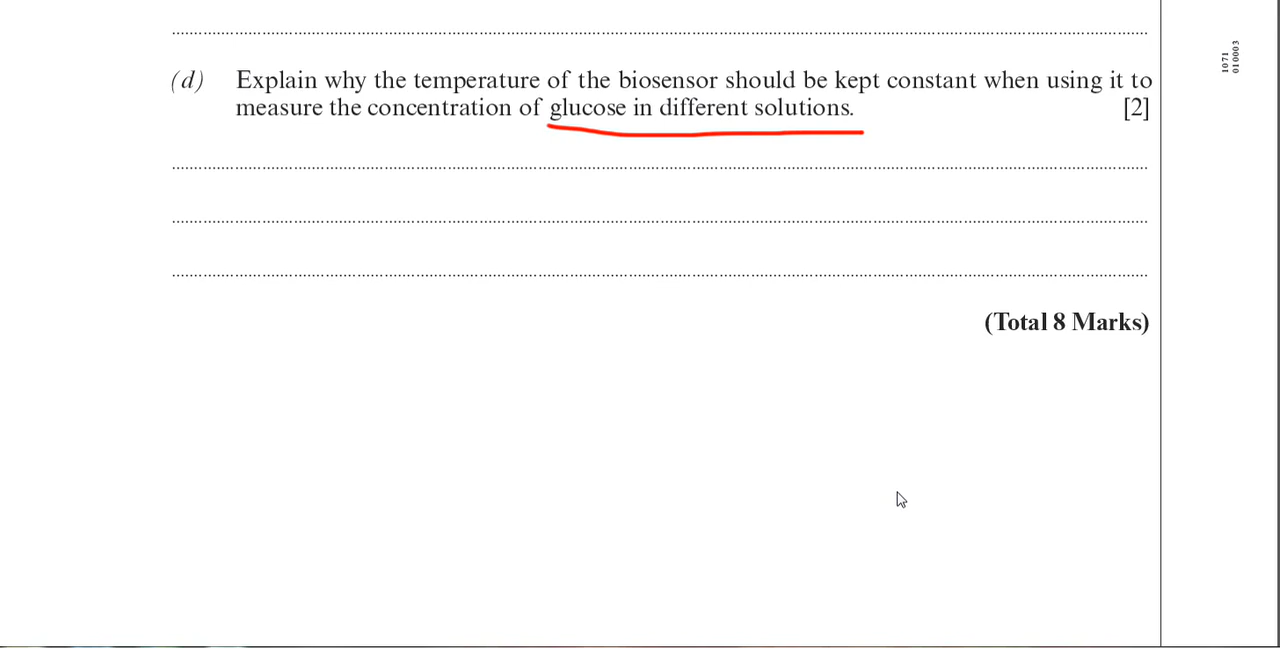 (d) Explain why the temperature of the biosensor should be kept constant when using it to
measure the concentration of glucose in different solutions. [2]
(Total 8 Marks)
1071
010003